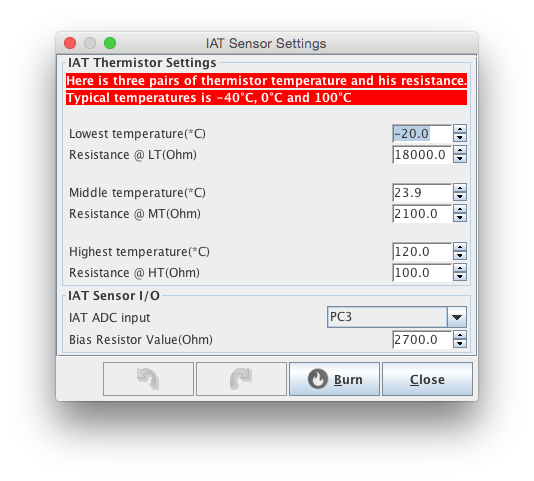 IAT Sensor Settings
IAT Thermistor Settings
Here is three pairs of thermistor temperature and his resistance.
Typical temperatures is -40°C, 0°C and 100°C
Lowest temperature(*C) -20.0
Resistance @ LT(Ohm) 18000.0
Middle temperature(*C) 23.9
Resistance @ MT(Ohm) 2100.0
Highest temperature(*C) 120.0
Resistance @ HT(Ohm) 100.0
IAT Sensor I/O
IAT ADC input PC3
Bias Resistor Value(Ohm) 2700.0
Burn Close